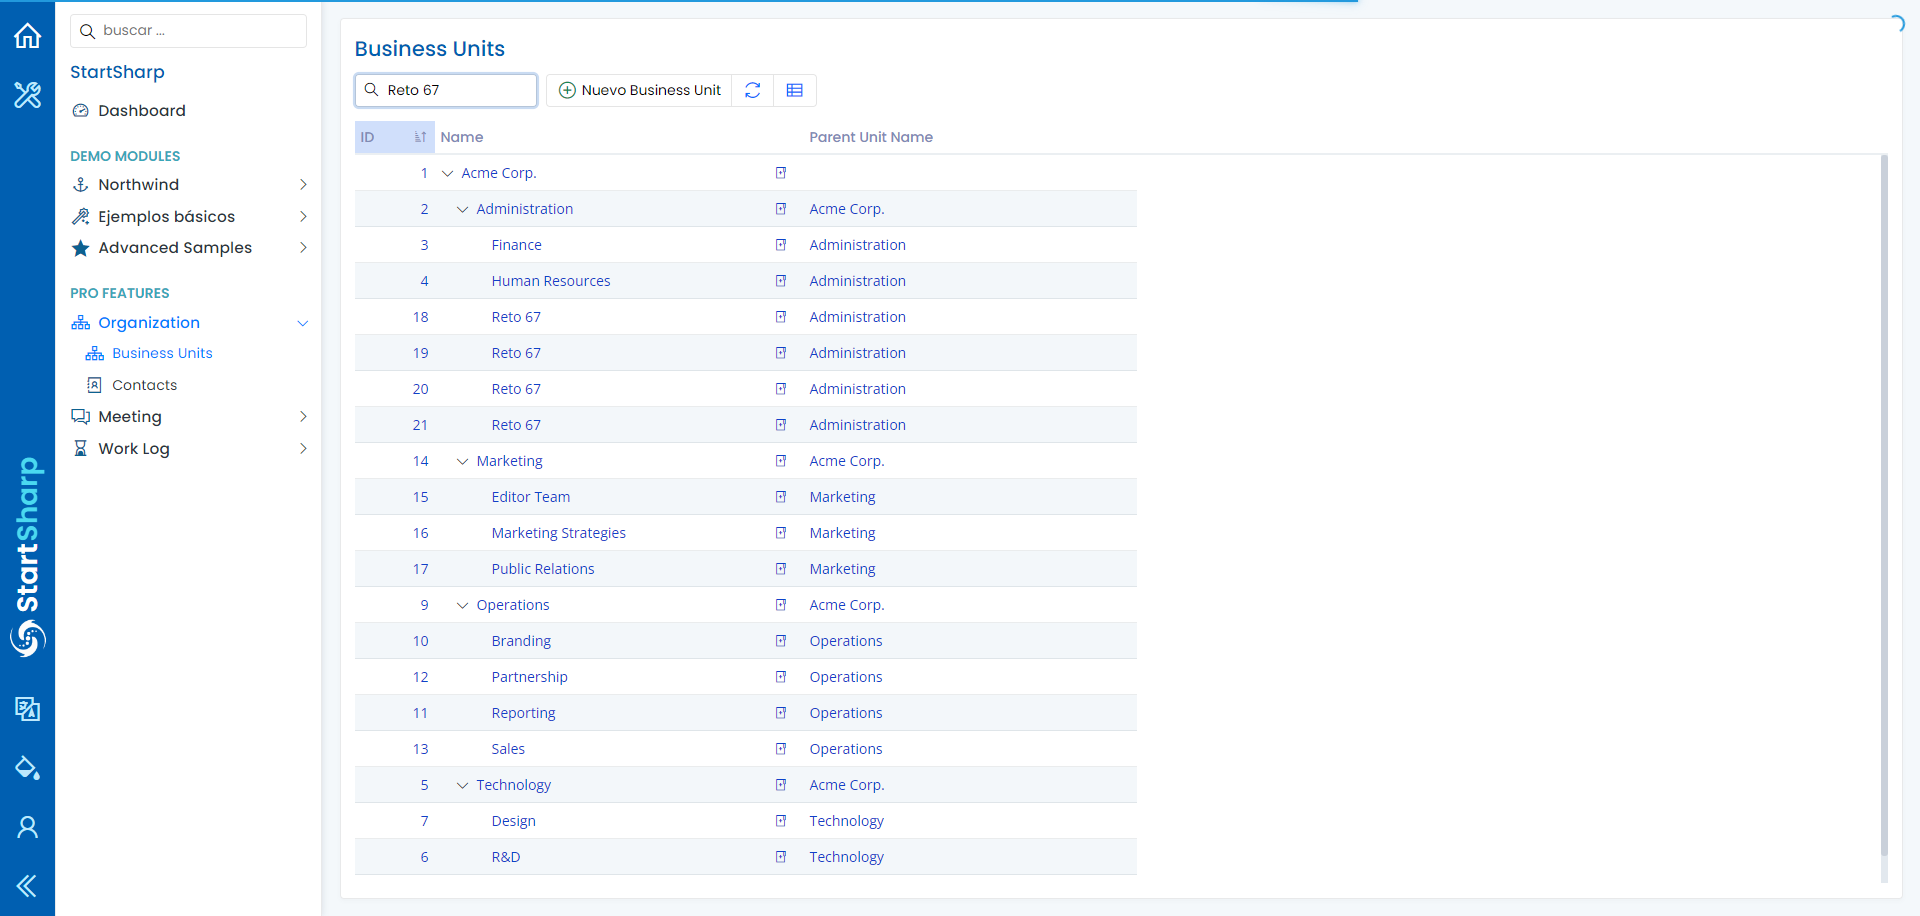 buscar ...
StartSharp
Dashboard
DEMO MODULES
Northwind
Ejemplos básicos
Advanced Samples
PRO FEATURES
Organization
Business Units
Contacts
Meeting
Work Log
StartSharp
Business Units
Reto 67
Nuevo Business Unit
ID Name Parent Unit Name
1 Acme Corp.
2 Administration Acme Corp.
3 Finance Administration
4 Human Resources Administration
18 Reto 67 Administration
19 Reto 67 Administration
20 Reto 67 Administration
21 Reto 67 Administration
14 Marketing Acme Corp.
15 Editor Team Marketing
16 Marketing Strategies Marketing
17 Public Relations Marketing
9 Operations Acme Corp.
10 Branding Operations
12 Partnership Operations
11 Reporting Operations
13 Sales Operations
5 Technology Acme Corp.
7 Design Technology
6 R&D Technology